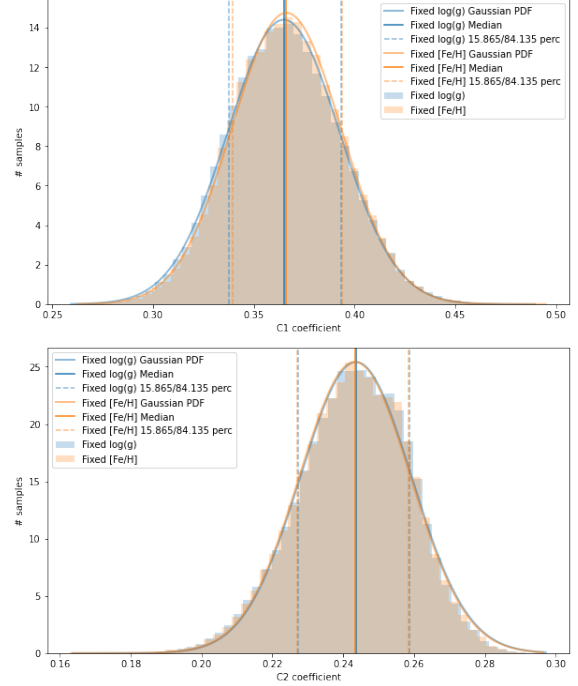 14
12
10
8
6
4
2
0
# samples
Fixed log(g) Gaussian PDF
Fixed log(g) Median
Fixed log(g) 15.865/84.135 perc
Fixed [Fe/H] Gaussian PDF
Fixed [Fe/H] Median
Fixed [Fe/H] 15.865/84.135 perc
Fixed log(g)
Fixed [Fe/H]
0.25 0.30 0.35 0.40 0.45 0.50
C1 coefficient
25
20
15
10
5
0
# samples
Fixed log(g) Gaussian PDF
Fixed log(g) Median
Fixed log(g) 15.865/84.135 perc
Fixed [Fe/H] Gaussian PDF
Fixed [Fe/H] Median
Fixed [Fe/H] 15.865/84.135 perc
Fixed log(g)
Fixed [Fe/H]
0.16 0.20 0.22 0.24 0.26 0.28 0.30
C2 coefficient